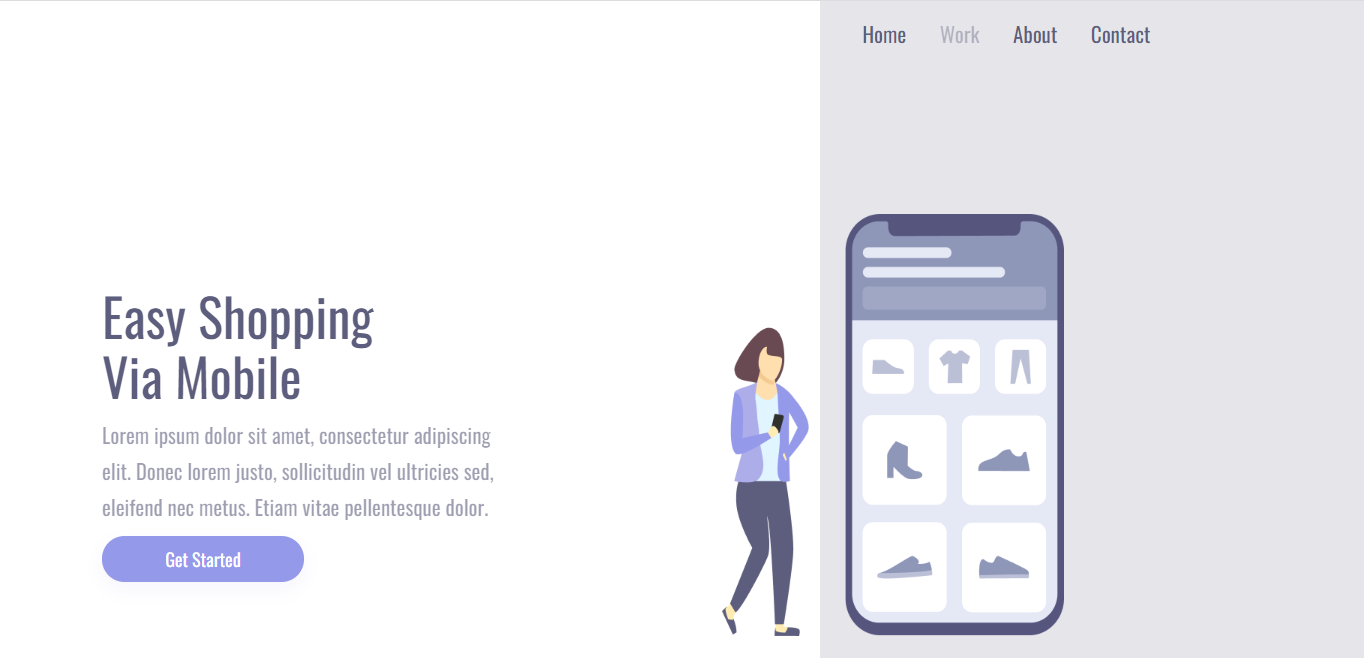 Home Work About Contact
Easy Shopping
Via Mobile
Lorem ipsum dolor sit amet, consectetur adipiscing
elit. Donec lorem justo, sollicitudin vel ultricies sed,
eleifend nec metus. Etiam vitae pellentesque dolor.
Get Started